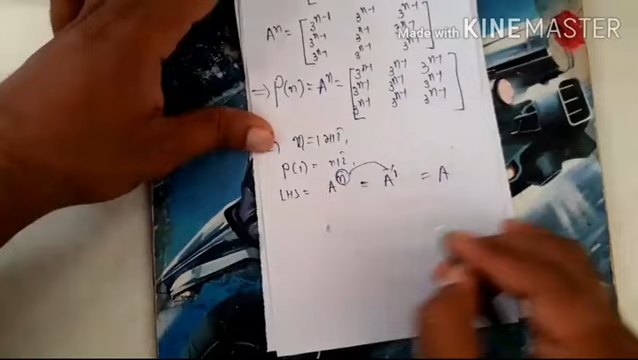 Made with KINEMASTER
3ⁿ⁻¹ 3ⁿ⁻¹ 3ⁿ⁻¹
Aⁿ = 3ⁿ⁻¹ 3ⁿ⁻¹ 3ⁿ⁻¹
3ⁿ⁻¹ 3ⁿ⁻¹ 3ⁿ⁻¹
3ⁿ⁻¹ 3ⁿ⁻¹ 3ⁿ⁻¹
⇒ P(n) = Aⁿ = 3ⁿ⁻¹ 3ⁿ⁻¹ 3ⁿ⁻¹
3ⁿ⁻¹ 3ⁿ⁻¹ 3ⁿ⁻¹
n = 1
P(1) =
LHS = Aⁿ = A¹ = A